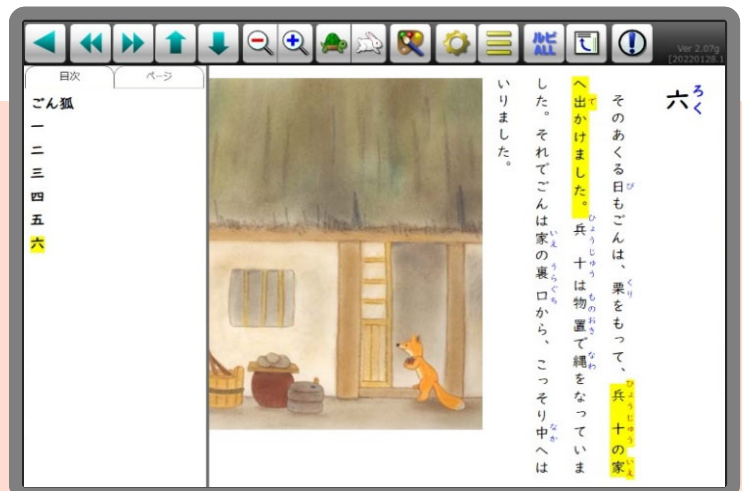 ルビ
ALL
Ver 2.07g
[20220128.1
目次
ページ
ごん狐
一
二
三
四
五
六
六
ろく
そのあくる日もごんは、栗をもって、兵十の家
び
くり
ひょうじゅう
いえ
へ出かけました。兵十は物置で縄をなっていま
で
ひょうじゅう
ものおき
なわ
した。それでごんは家の裏口から、こっそり中へは
いえ
うらぐち
なか
いりました。